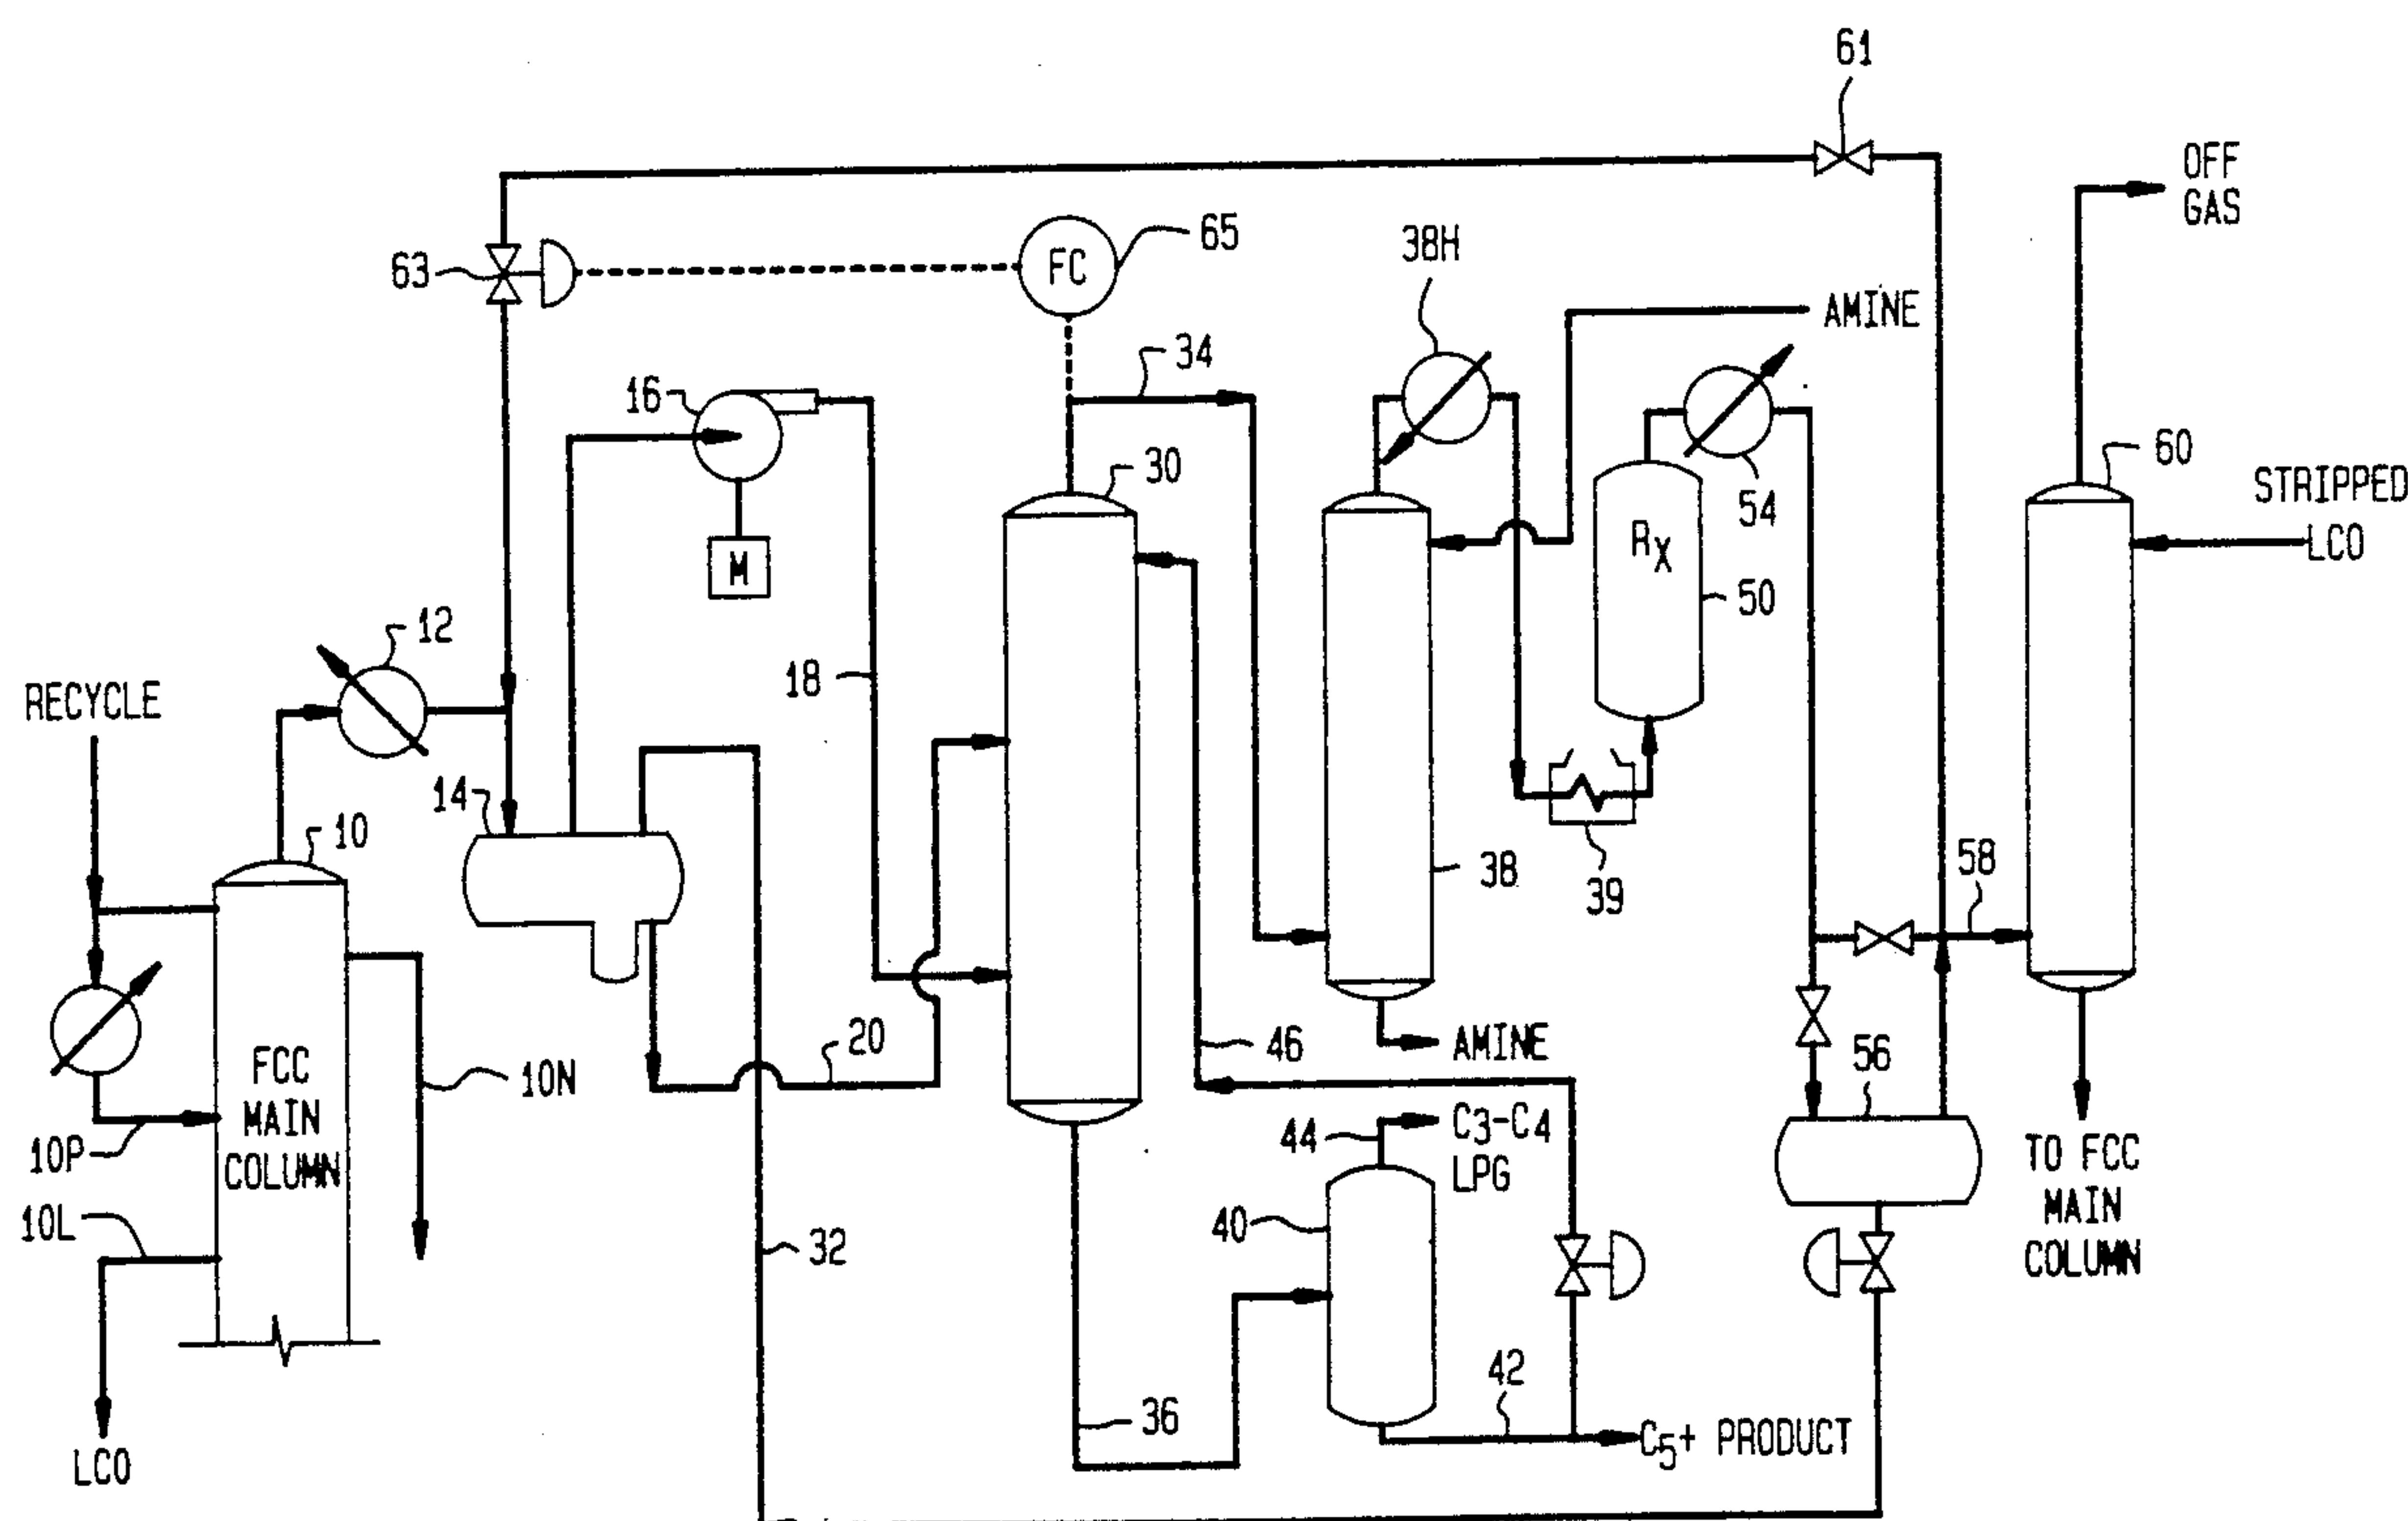 61
OFF
GAS
63
FC
65
38H
AMINE
34
16
30
60
STRIPPED
LCO
54
M
RX
50
12
18
RECYCLE
14
10
38
39
58
20
46
AMINE
56
FCC
MAIN
COLUMN
10N
10P
44
C3-C4
LPG
TO FCC
MAIN
COLUMN
10L
32
40
42
36
C5+ PRODUCT
LCO